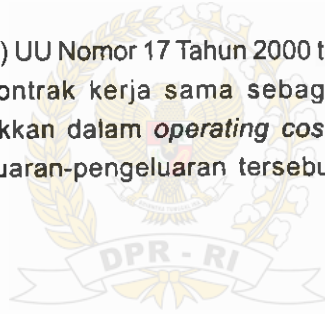 ) UU Nomor 17 Tahun 2000 t
ontrak kerja sama sebag
kkan dalam operating cos
uaran-pengeluaran tersebu
DPR - RI